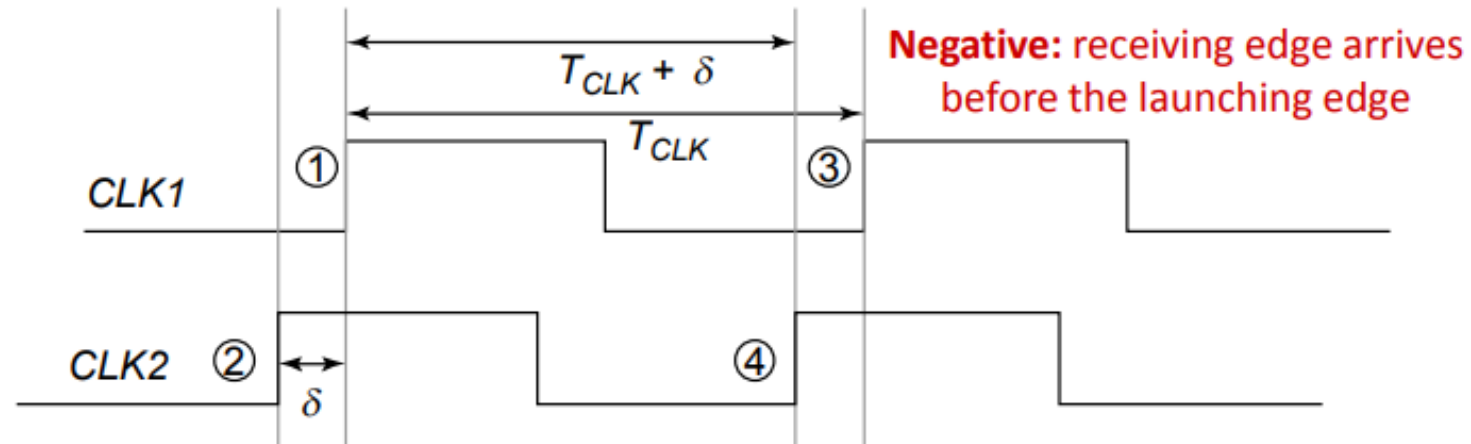 Negative: receiving edge arrives
before the launching edge
T_CLK + δ
T_CLK
①
③
CLK1
②
④
CLK2
δ